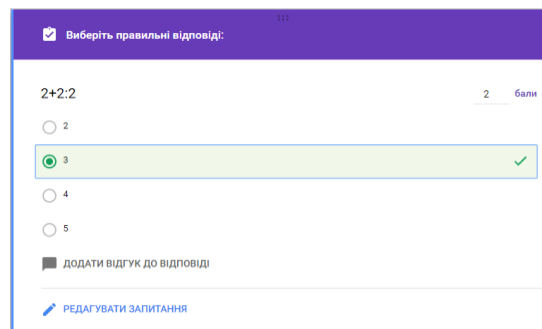 Виберіть правильні відповіді:
2+2:2
2 бали
2
3
4
5
ДОДАТИ ВІДГУК ДО ВІДПОВІДІ
РЕДАГУВАТИ ЗАПИТАННЯ